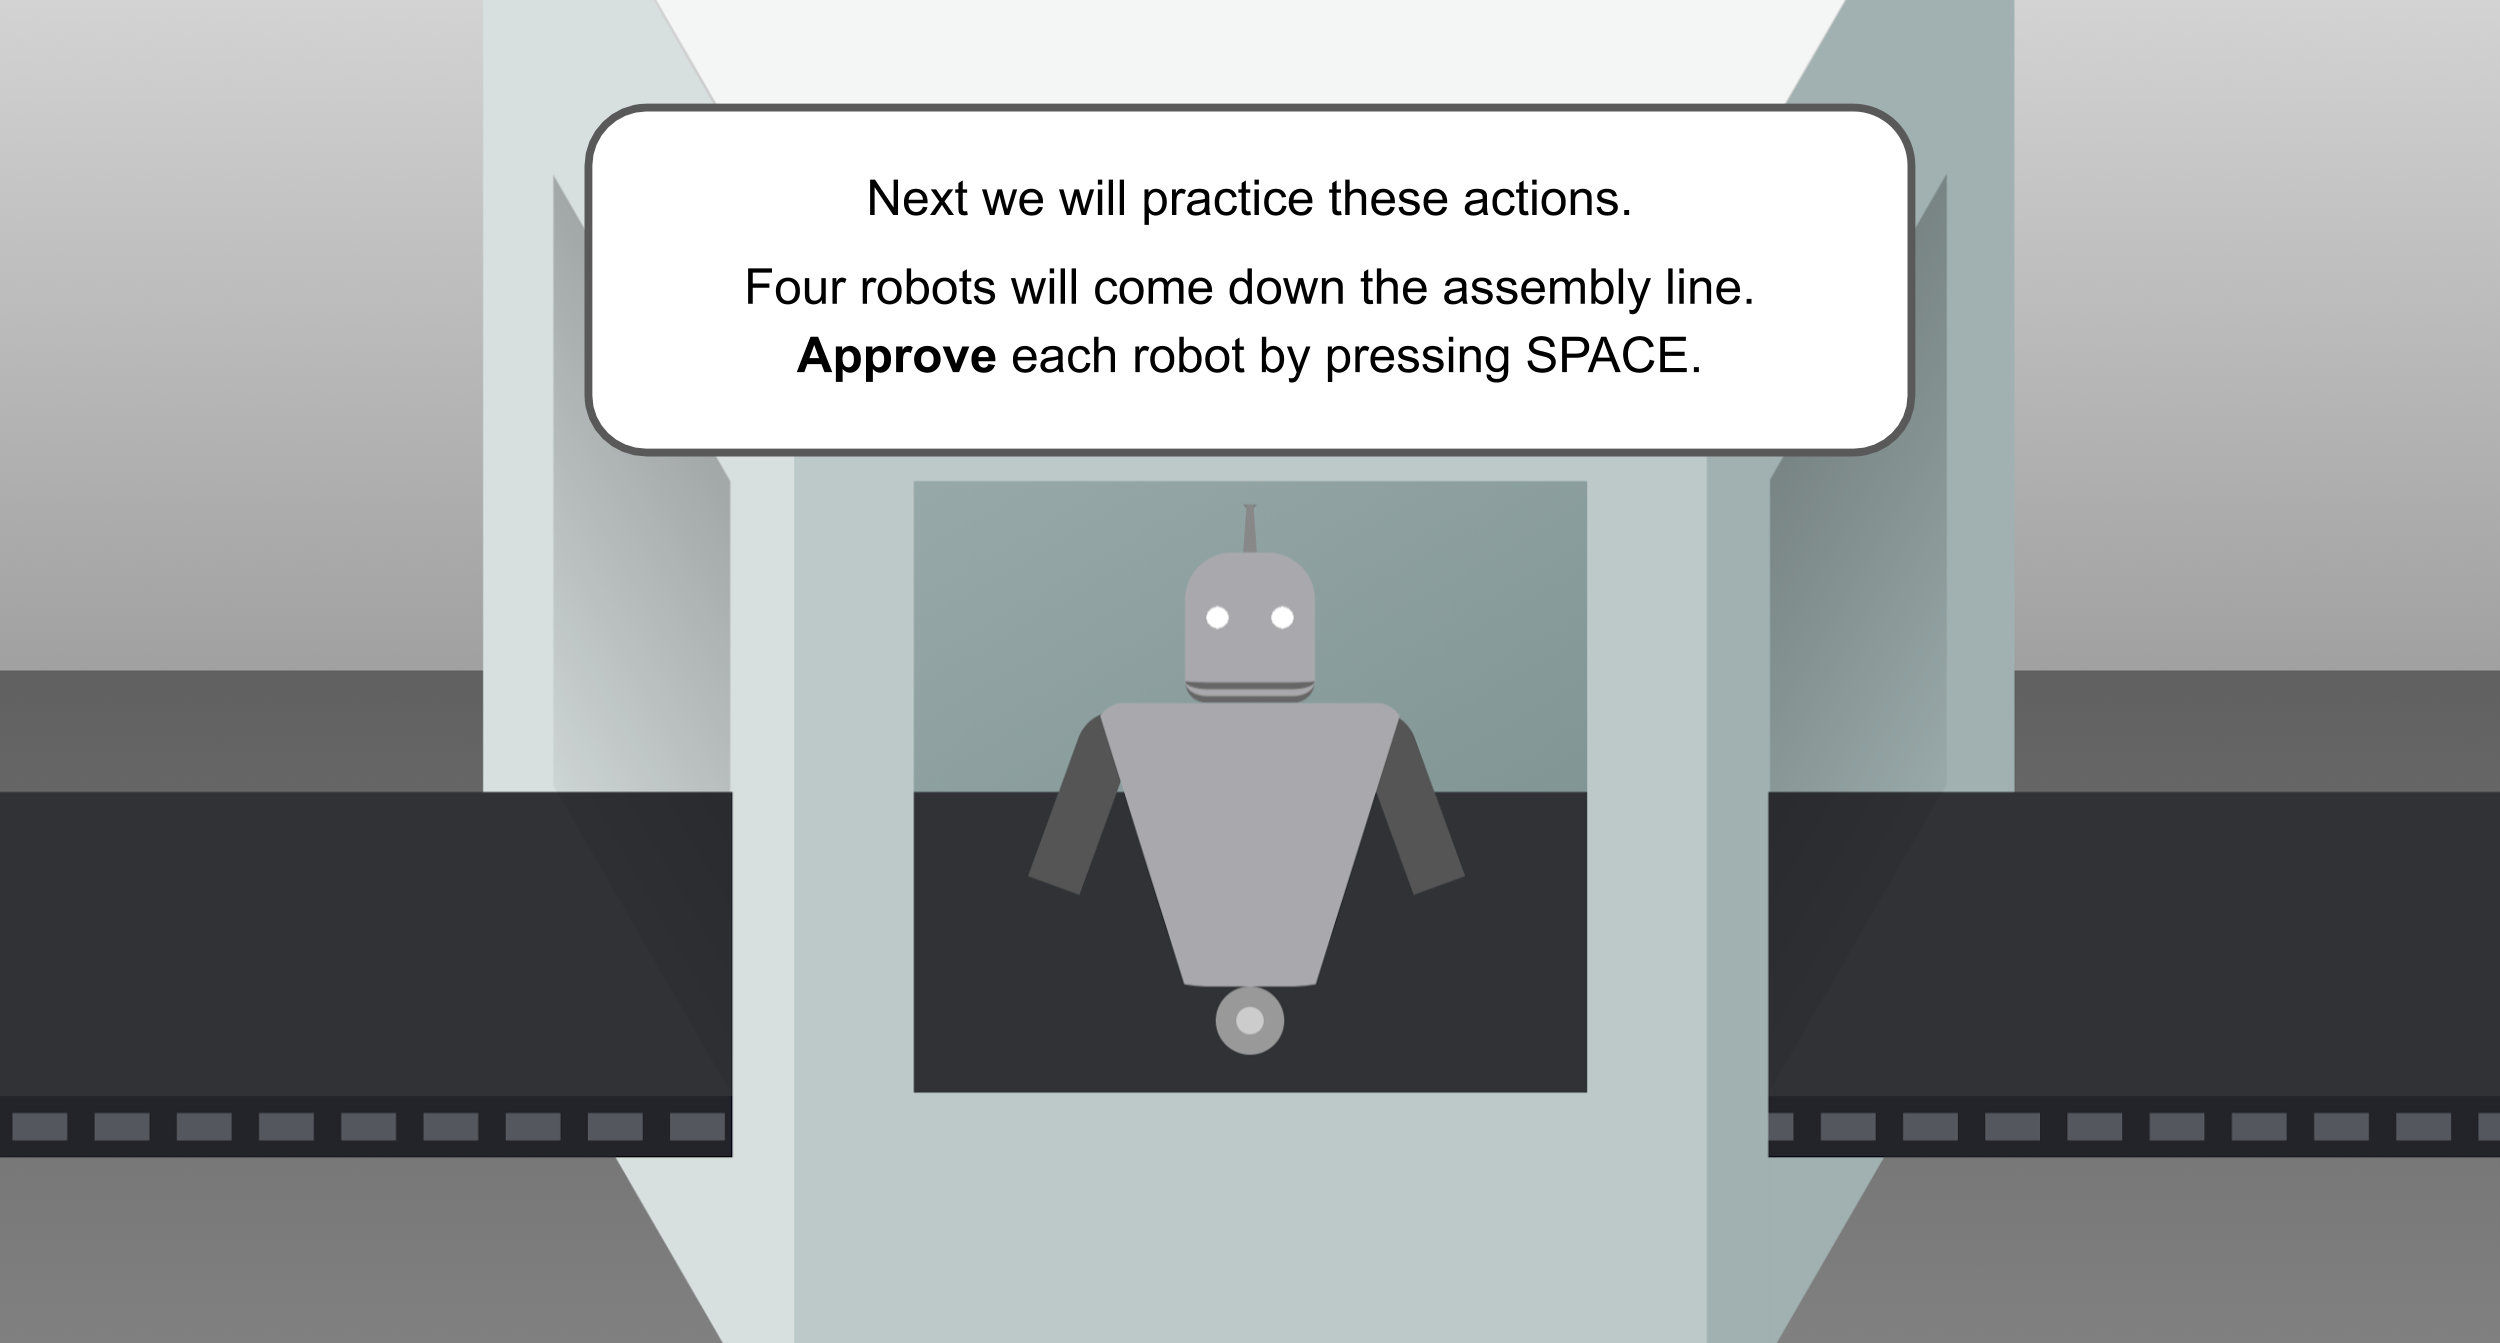 Next we will practice these actions.
Four robots will come down the assembly line.
Approve each robot by pressing SPACE.